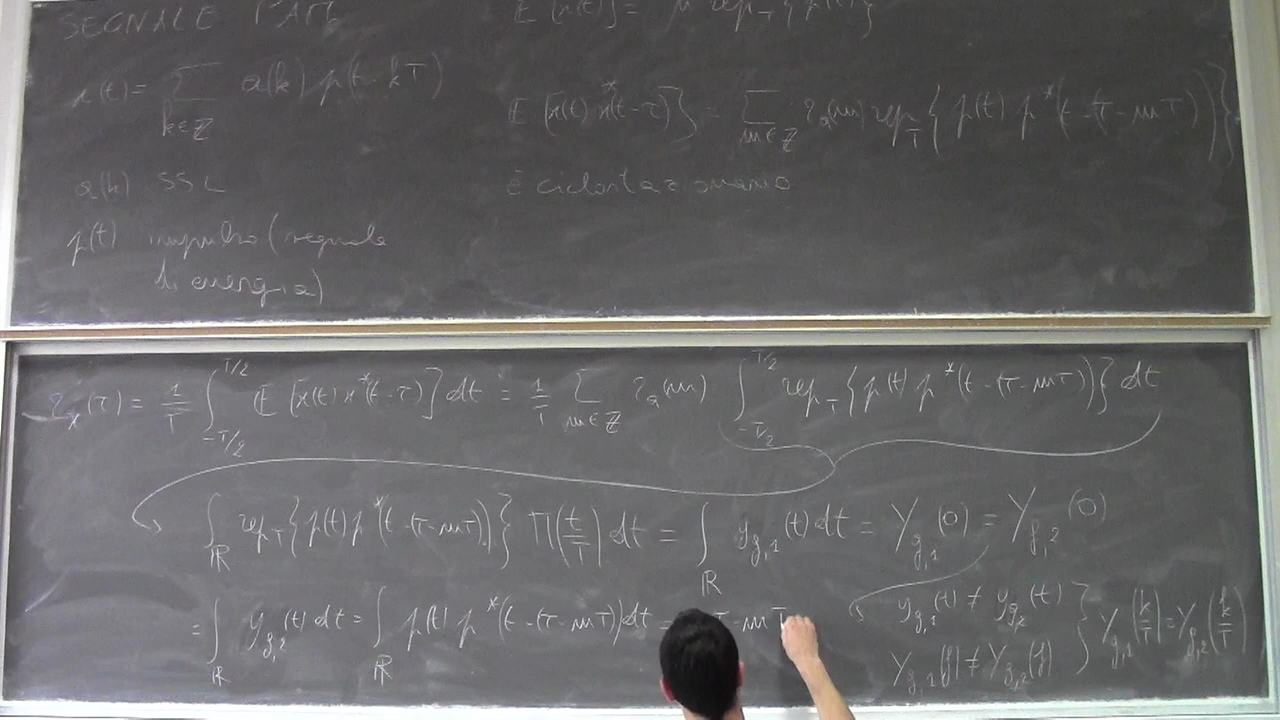 SEGNALE PAM
x(t) = ∑_{k∈ℤ} a(k) p(t-kT)
a(k) SSL
p(t) impulso (segnale
di energia)
E[x(t)] = μ rep_T {p(t)}
E[x(t) x*(t-τ)] = ∑_{m∈ℤ} r_a(m) rep_T {p(t) p*(t-(τ-mT))}
È ciclostazionario
r_x(τ) = 1/T ∫_{-T/2}^{T/2} E[x(t) x*(t-τ)] dt = 1/T ∑_{m∈ℤ} r_a(m) ∫_{-T/2}^{T/2} rep_T {p(t) p*(t-(τ-mT))} dt
∫_ℝ rep_T {p(t) p*(t-(τ-mT))} Π(t/T) dt = ∫_ℝ y_{g,1}(t) dt = Y_{g,1}(0) = Y_{g,2}(0)
= ∫_ℝ y_{g,2}(t) dt = ∫_ℝ p(t) p*(t-(τ-mT)) dt =
y_{g,1}(t) ≠ y_{g,2}(t)
Y_{g,1}(f) ≠ Y_{g,2}(f) } Y_{g,1}(k/T) = Y_{g,2}(k/T)